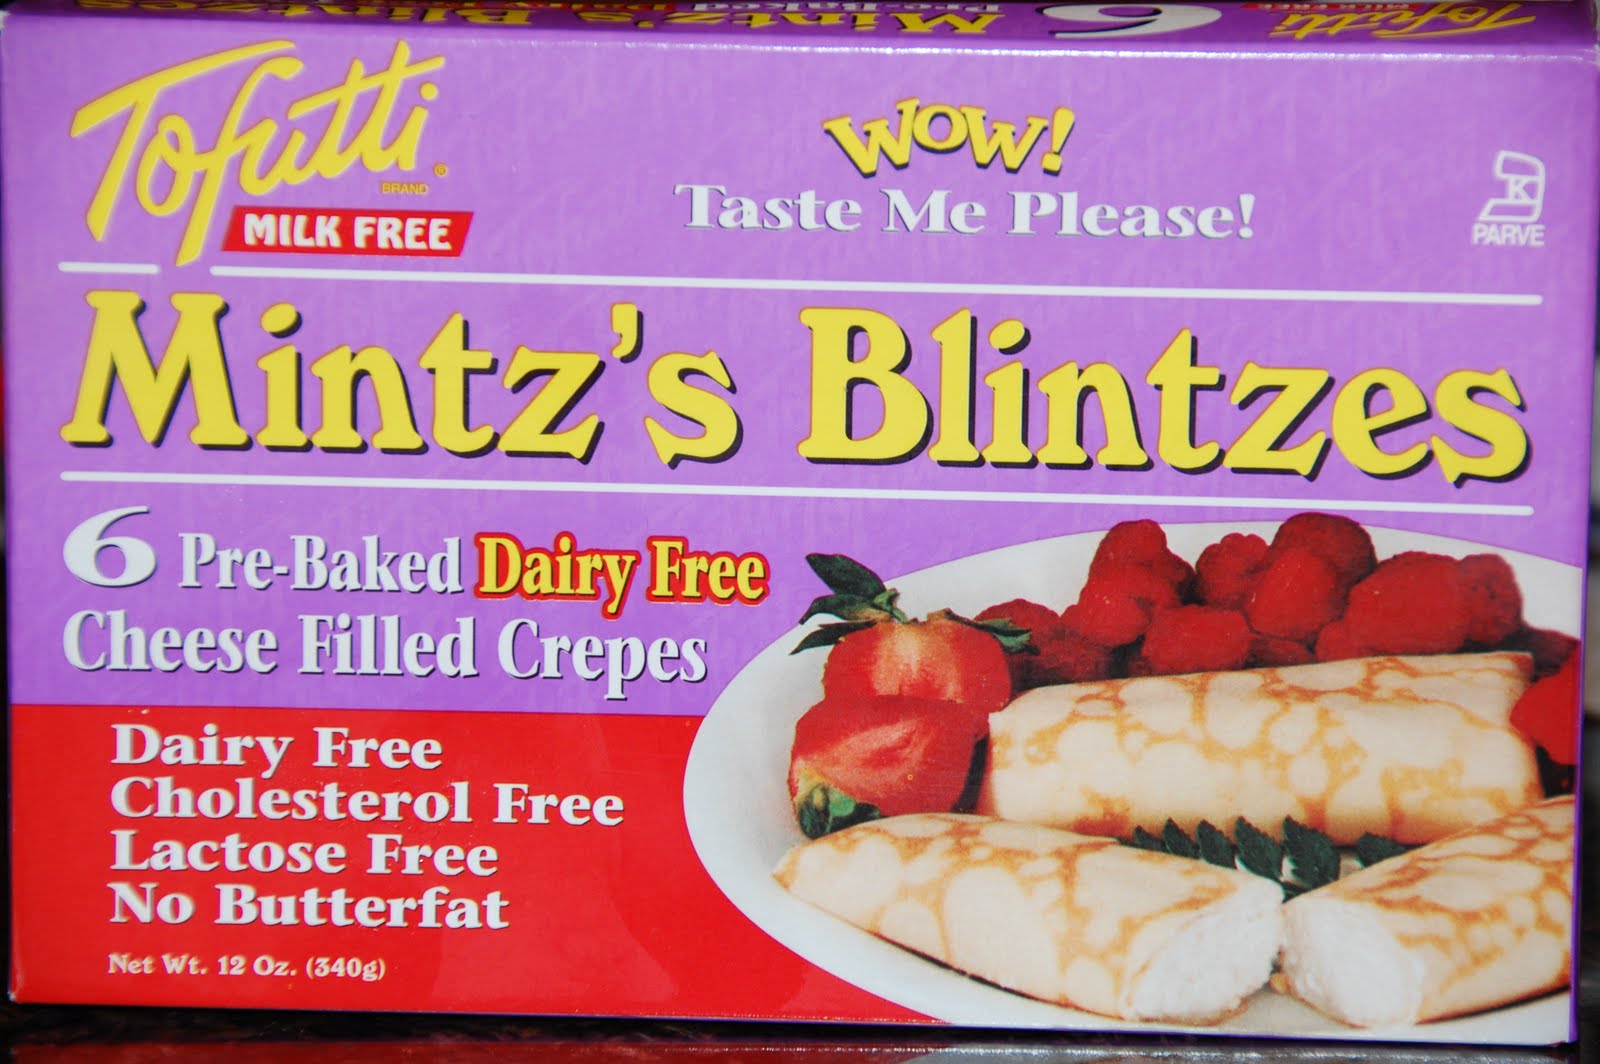 Tofutti
BRAND
MILK FREE
WOW!
Taste Me Please!
K
PARVE
Mintz's Blintzes
6 Pre-Baked Dairy Free
Cheese Filled Crepes
Dairy Free
Cholesterol Free
Lactose Free
No Butterfat
Net Wt. 12 Oz. (340g)